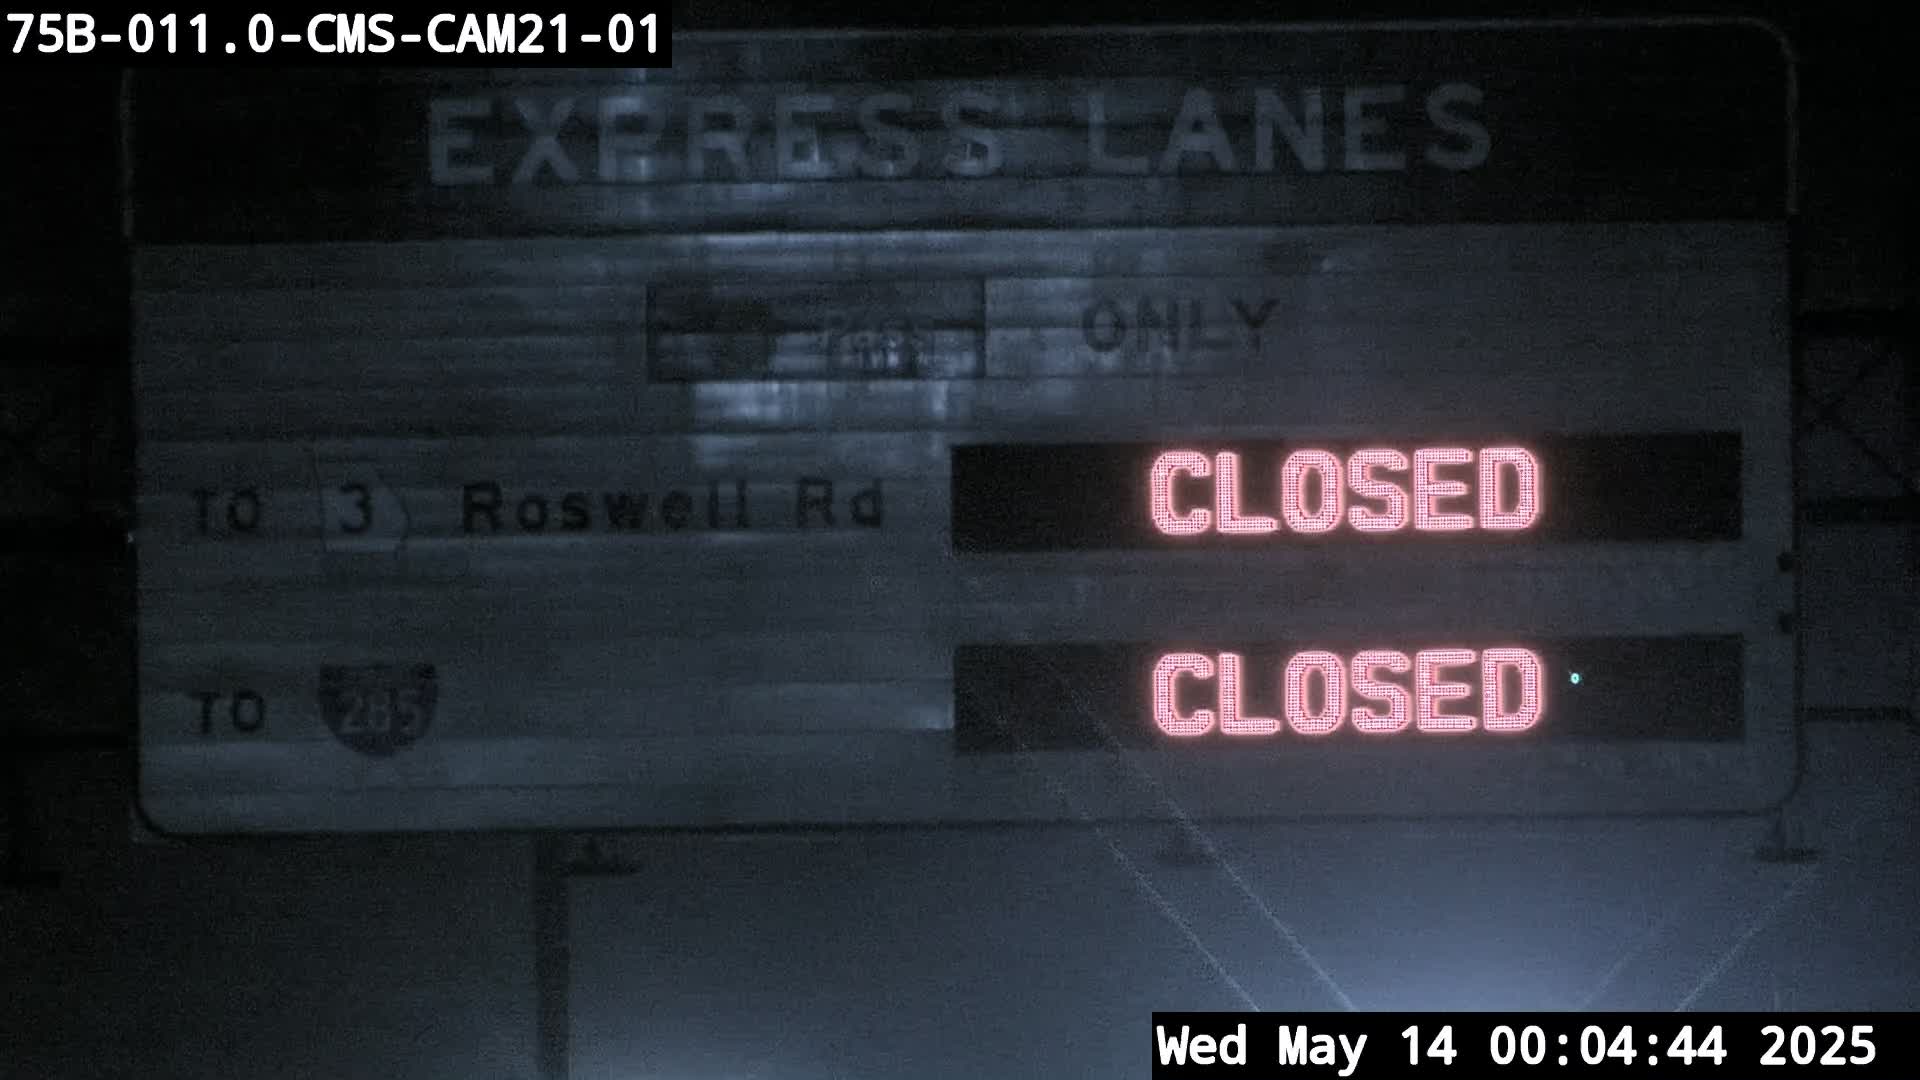 75B-011.0-CMS-CAM21-01
EXPRESS LANES
Pass ONLY
TO 3 Roswell Rd CLOSED
TO 285 CLOSED
Wed May 14 00:04:44 2025